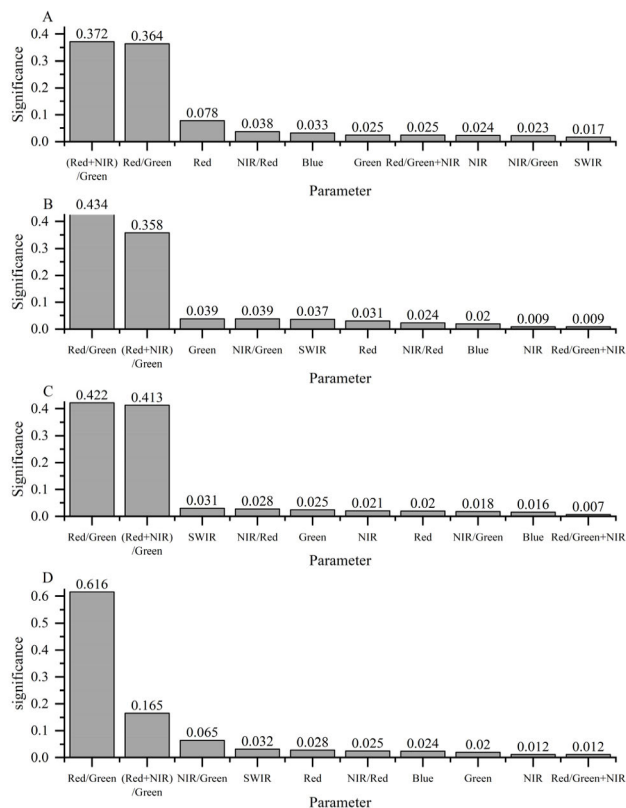 A
0.372 0.364 0.078 0.038 0.033 0.025 0.025 0.024 0.023 0.017
Significance
0.4
0.3
0.2
0.1
0.0
(Red+NIR) Red/Green Red NIR/Red Blue Green Red/Green+NIR NIR NIR/Green SWIR
/Green
Parameter
B
0.434 0.358 0.039 0.039 0.037 0.031 0.024 0.02 0.009 0.009
Significance
0.4
0.3
0.2
0.1
0.0
Red/Green (Red+NIR) Green NIR/Green SWIR Red NIR/Red Blue NIR Red/Green+NIR
/Green
Parameter
C
0.422 0.413 0.031 0.028 0.025 0.021 0.02 0.018 0.016 0.007
Significance
0.4
0.3
0.2
0.1
0.0
Red/Green (Red+NIR) SWIR NIR/Red Green NIR Red NIR/Green Blue Red/Green+NIR
/Green
Parameter
D
0.616 0.165 0.065 0.032 0.028 0.025 0.024 0.02 0.012 0.012
significance
0.6
0.5
0.4
0.3
0.2
0.1
0.0
Red/Green (Red+NIR) NIR/Green SWIR Red NIR/Red Blue Green NIR Red/Green+NIR
/Green
Parameter